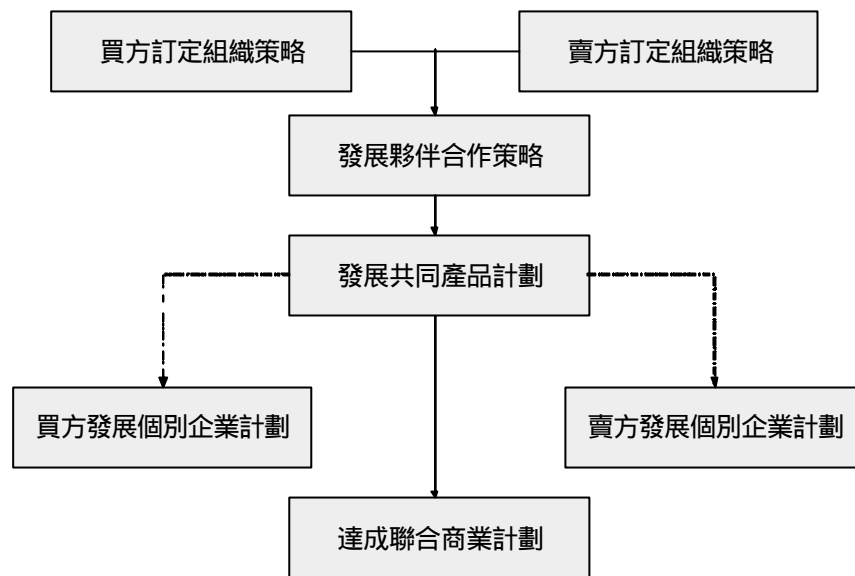 買方訂定組織策略
賣方訂定組織策略
發展夥伴合作策略
發展共同產品計劃
買方發展個別企業計劃
賣方發展個別企業計劃
達成聯合商業計劃